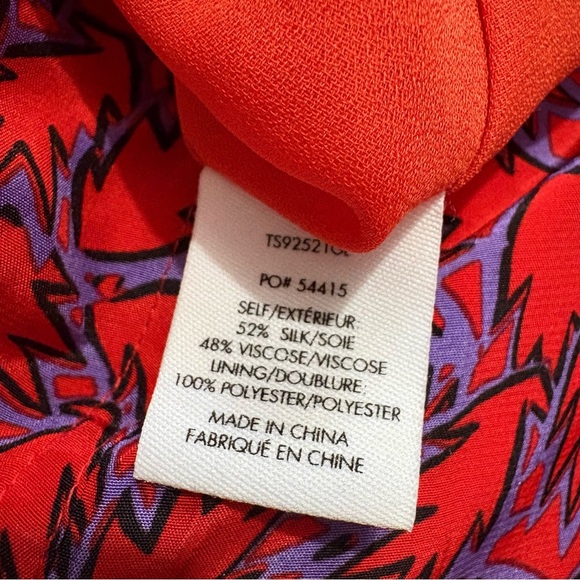 PO# 54415
SELF/EXTÉRIEUR
52% SILK/SOIE
48% VISCOSE/VISCOSE
LINING/DOUBLURE
100% POLYESTER/POLYESTER
MADE IN CHINA
FABRIQUÉ EN CHINE